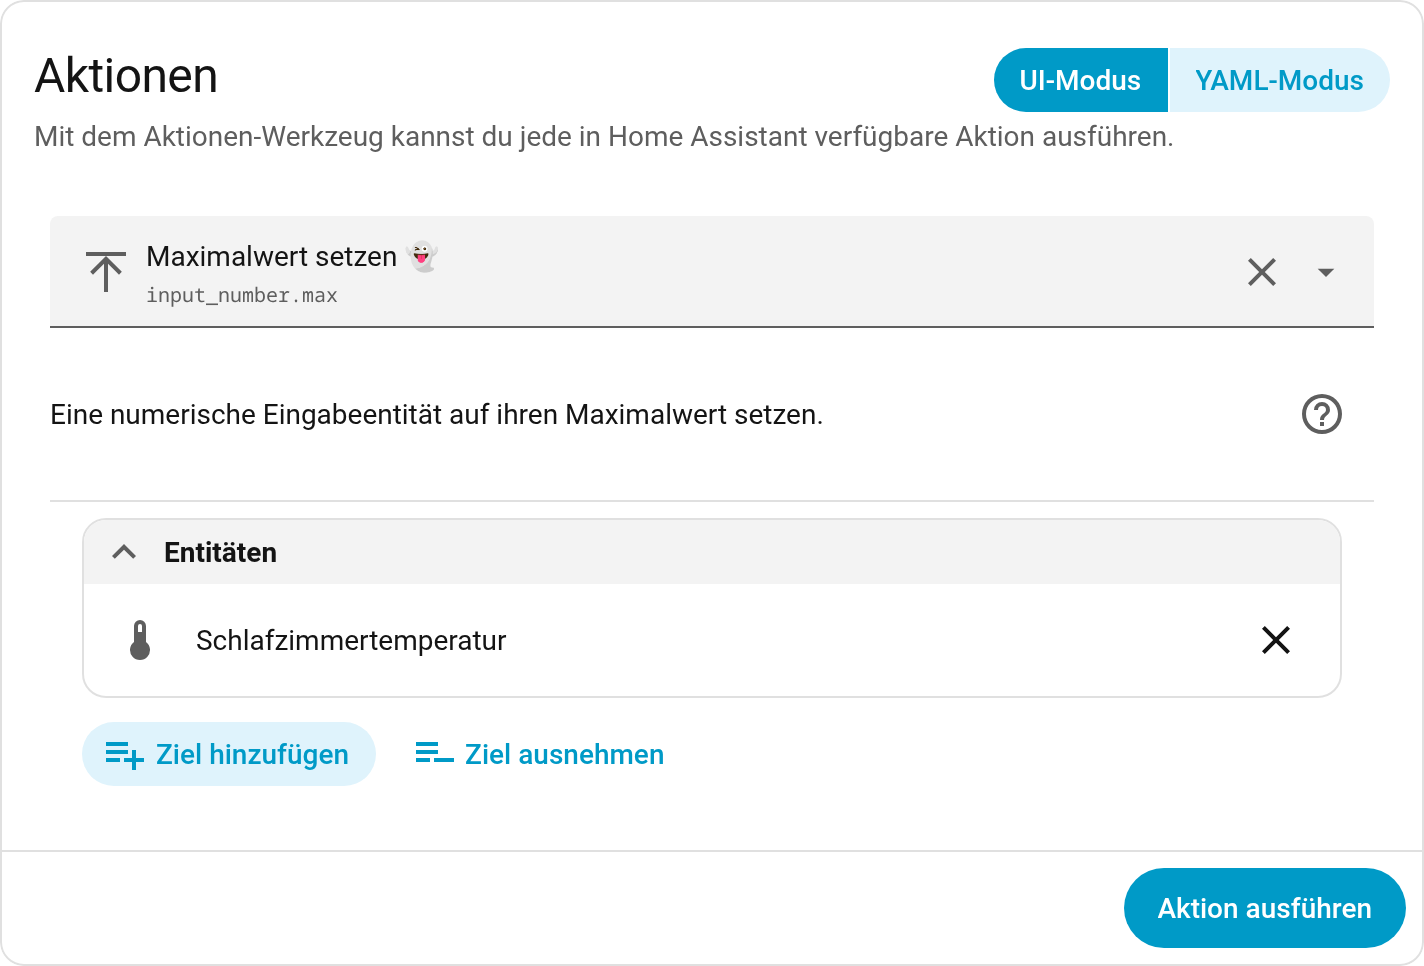 Aktionen
UI-Modus
YAML-Modus
Mit dem Aktionen-Werkzeug kannst du jede in Home Assistant verfügbare Aktion ausführen.
Maximalwert setzen 👻
input_number.max
Eine numerische Eingabeentität auf ihren Maximalwert setzen.
Entitäten
Schlafzimmertemperatur
Ziel hinzufügen
Ziel ausnehmen
Aktion ausführen